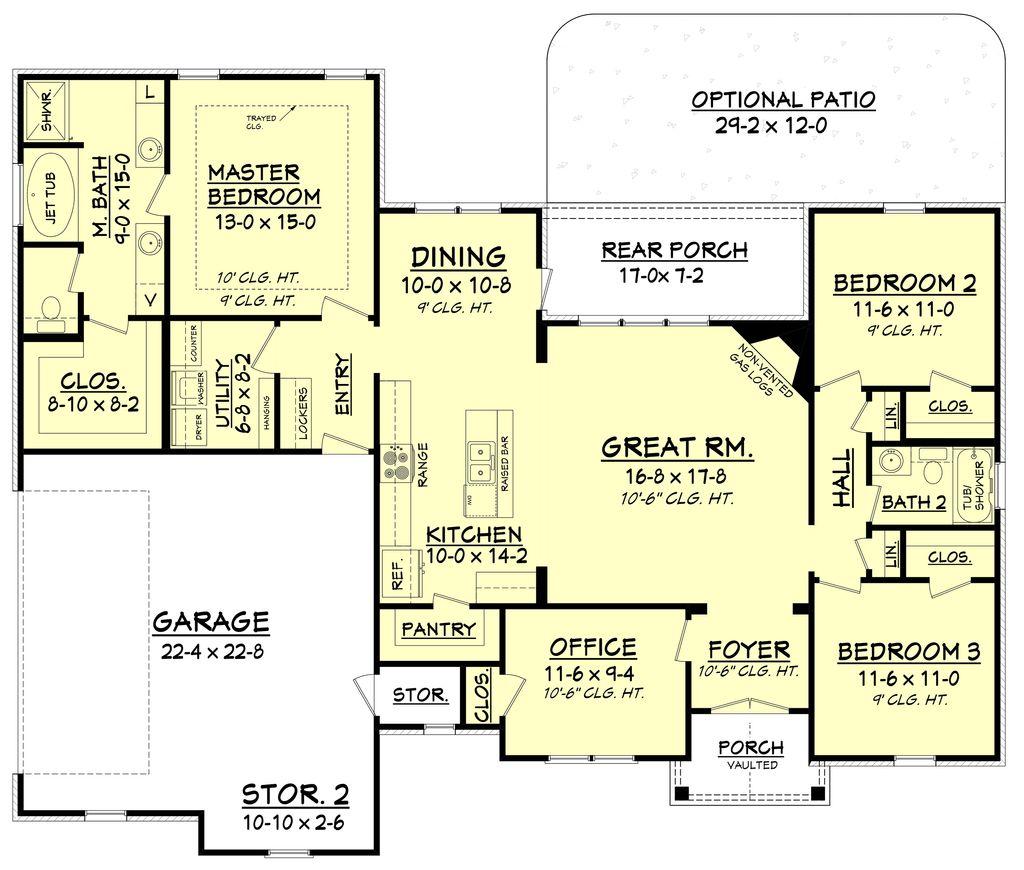 OPTIONAL PATIO
29-2 x 12-0
SHWR.
L
TRAYED
CLG.
JET TUB
M. BATH
9-0 x 15-0
MASTER
BEDROOM
13-0 x 15-0
10' CLG. HT.
9' CLG. HT.
V
DINING
10-0 x 10-8
9' CLG. HT.
REAR PORCH
17-0x 7-2
BEDROOM 2
11-6 x 11-0
9' CLG. HT.
CLOS.
8-10 x 8-2
COUNTER
WASHER
DRYER
UTILITY
6-8 x 8-2
HANGING
LOCKERS
ENTRY
NON-VENTED
GAS LOGS
LIN.
CLOS.
RANGE
RAISED BAR
GREAT RM.
16-8 x 17-8
10'-6" CLG. HT.
HALL
BATH 2
TUB/
SHOWER
KITCHEN
10-0 x 14-2
REF.
LIN.
CLOS.
GARAGE
22-4 x 22-8
PANTRY
OFFICE
11-6 x 9-4
10'-6" CLG. HT.
FOYER
10'-6" CLG. HT.
BEDROOM 3
11-6 x 11-0
9' CLG. HT.
STOR.
CLOS.
PORCH
VAULTED
STOR. 2
10-10 x 2-6